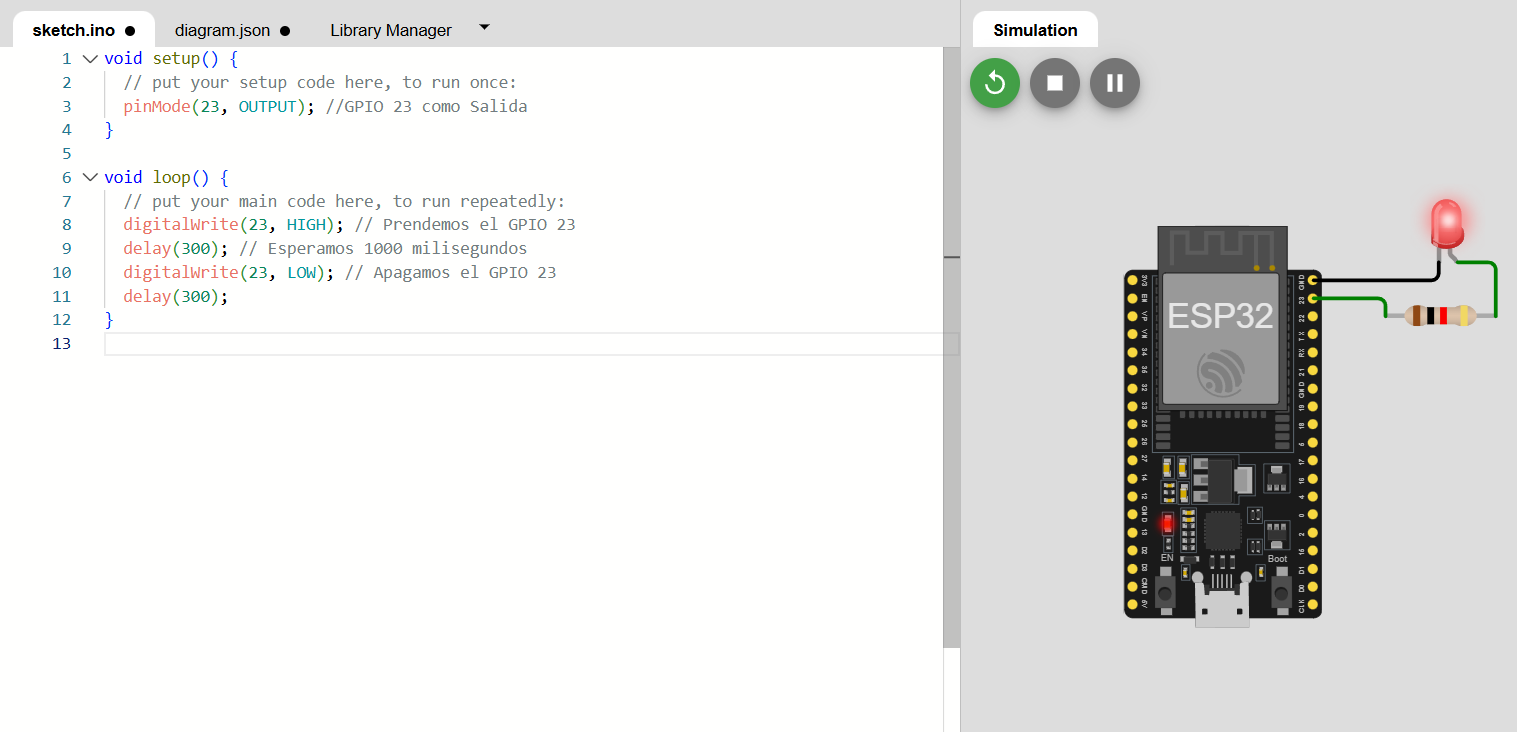 sketch.ino ● diagram.json ● Library Manager
Simulation
1 void setup() {
2 // put your setup code here, to run once:
3 pinMode(23, OUTPUT); //GPIO 23 como Salida
4 }
5
6 void loop() {
7 // put your main code here, to run repeatedly:
8 digitalWrite(23, HIGH); // Prendemos el GPIO 23
9 delay(300); // Esperamos 1000 milisegundos
10 digitalWrite(23, LOW); // Apagamos el GPIO 23
11 delay(300);
12 }
13
ESP32
3V3
EN
VP
VN
34
35
32
33
25
26
27
14
12
GND
13
D2
D3
CMD
5V
GND
23
22
TX
RX
21
GND
19
18
5
17
16
4
0
2
15
D1
D0
CLK
EN
Boot